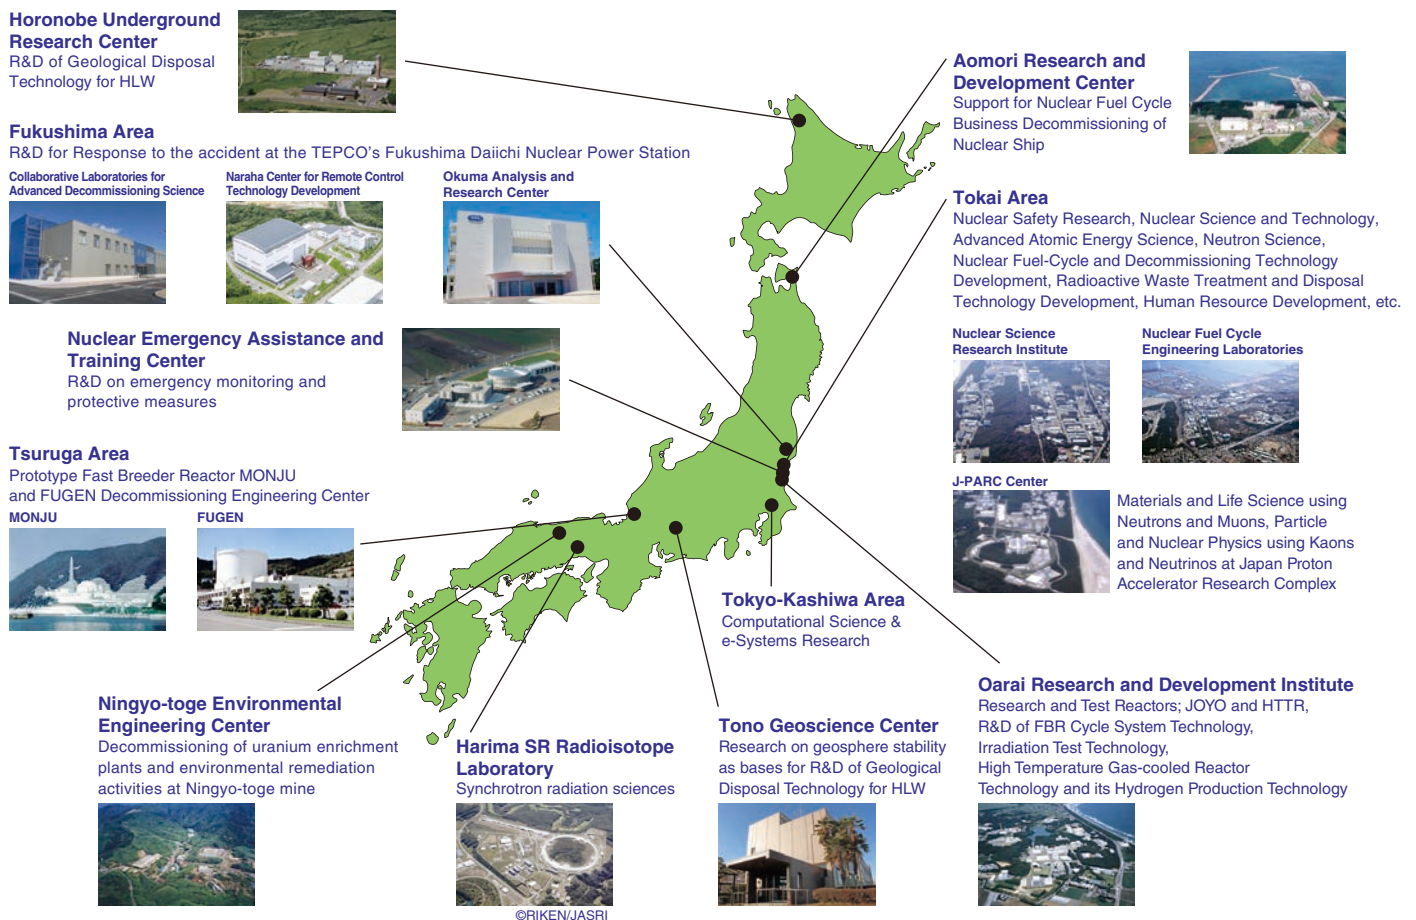 Horonobe Underground
Research Center
R&D of Geological Disposal
Technology for HLW
Fukushima Area
R&D for Response to the accident at the TEPCO's Fukushima Daiichi Nuclear Power Station
Collaborative Laboratories for
Advanced Decommissioning Science
Naraha Center for Remote Control
Technology Development
Okuma Analysis and
Research Center
Nuclear Emergency Assistance and
Training Center
R&D on emergency monitoring and
protective measures
Tsuruga Area
Prototype Fast Breeder Reactor MONJU
and FUGEN Decommissioning Engineering Center
MONJU
FUGEN
Aomori Research and
Development Center
Support for Nuclear Fuel Cycle
Business Decommissioning of
Nuclear Ship
Tokai Area
Nuclear Safety Research, Nuclear Science and Technology,
Advanced Atomic Energy Science, Neutron Science,
Nuclear Fuel-Cycle and Decommissioning Technology
Development, Radioactive Waste Treatment and Disposal
Technology Development, Human Resource Development, etc.
Nuclear Science
Research Institute
Nuclear Fuel Cycle
Engineering Laboratories
J-PARC Center
Materials and Life Science using
Neutrons and Muons, Particle
and Nuclear Physics using Kaons
and Neutrinos at Japan Proton
Accelerator Research Complex
Tokyo-Kashiwa Area
Computational Science &
e-Systems Research
Ningyo-toge Environmental
Engineering Center
Decommissioning of uranium enrichment
plants and environmental remediation
activities at Ningyo-toge mine
Harima SR Radioisotope
Laboratory
Synchrotron radiation sciences
©RIKEN/JASRI
Tono Geoscience Center
Research on geosphere stability
as bases for R&D of Geological
Disposal Technology for HLW
Oarai Research and Development Institute
Research and Test Reactors; JOYO and HTTR,
R&D of FBR Cycle System Technology,
Irradiation Test Technology,
High Temperature Gas-cooled Reactor
Technology and its Hydrogen Production Technology